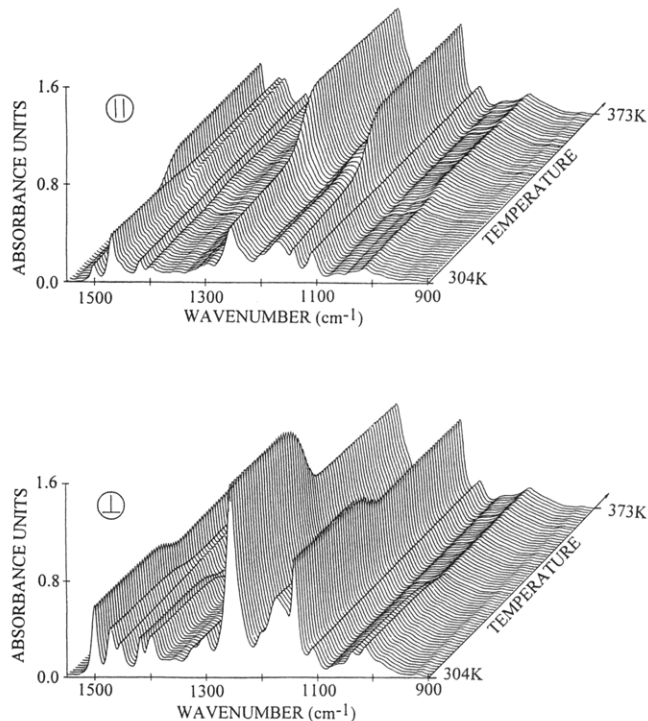 1.6
||
0.8
0.0
ABSORBANCE UNITS
1500
1300
1100
900
WAVENUMBER (cm-1)
304K
TEMPERATURE
373K
1.6
⊥
0.8
0.0
ABSORBANCE UNITS
1500
1300
1100
900
WAVENUMBER (cm-1)
304K
TEMPERATURE
373K